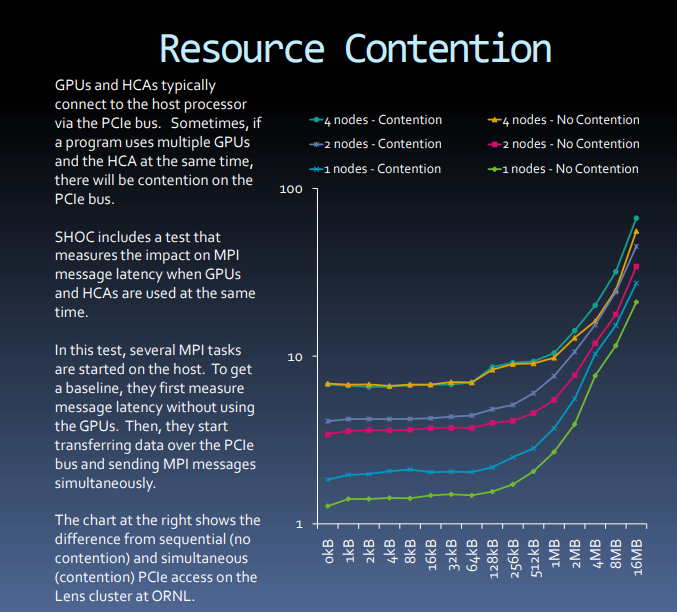 Resource Contention
GPUs and HCAs typically
connect to the host processor
via the PCIe bus. Sometimes, if
a program uses multiple GPUs
and the HCA at the same time,
there will be contention on the
PCIe bus.
SHOC includes a test that
measures the impact on MPI
message latency when GPUs
and HCAs are used at the same
time.
In this test, several MPI tasks
are started on the host. To get
a baseline, they first measure
message latency without using
the GPUs. Then, they start
transferring data over the PCIe
bus and sending MPI messages
simultaneously.
The chart at the right shows the
difference from sequential (no
contention) and simultaneous
(contention) PCIe access on the
Lens cluster at ORNL.
4 nodes - Contention
4 nodes - No Contention
2 nodes - Contention
2 nodes - No Contention
1 nodes - Contention
1 nodes - No Contention
100
10
1
0kB
1kB
2kB
4kB
8kB
16kB
32kB
64kB
128kB
256kB
512kB
1MB
2MB
4MB
8MB
16MB